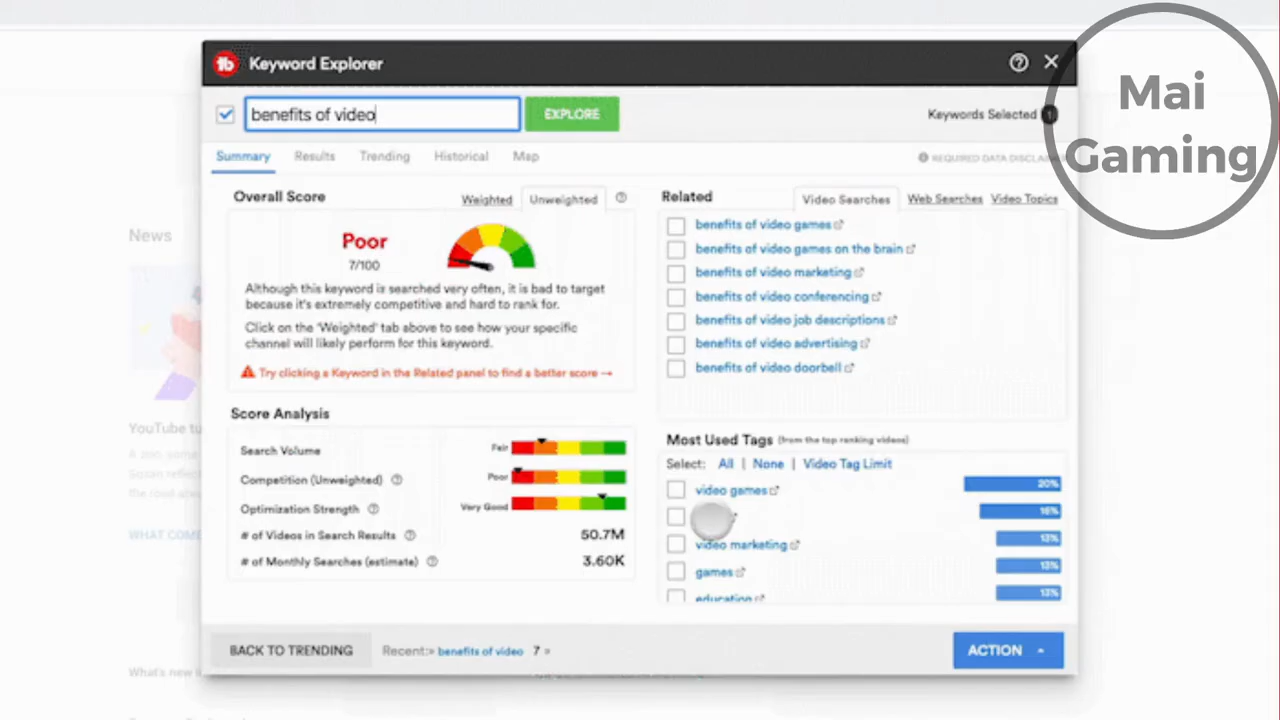 Mai
Gaming
Keyword Explorer
benefits of video
EXPLORE
Keywords Selected
Summary Results Trending Historical Map
REQUIRED DATA
Overall Score
Weighted Unweighted
Poor
7/100
Although this keyword is searched very often, it is bad to target
because it's extremely competitive and hard to rank for.
Click on the 'Weighted' tab above to see how your specific
channel will likely perform for this keyword.
Try clicking a Keyword in the Related panel to find a better score →
Score Analysis
Search Volume Fair
Competition (Unweighted) Poor
Optimization Strength Very Good
# of Videos in Search Results 50.7M
# of Monthly Searches (estimate) 3.60K
Related
Video Searches Web Searches Video Topics
benefits of video games
benefits of video games on the brain
benefits of video marketing
benefits of video conferencing
benefits of video job descriptions
benefits of video advertising
benefits of video doorbell
Most Used Tags (from the top ranking videos)
Select: All | None | Video Tag Limit
video games 20%
16%
video marketing 13%
games 13%
education 13%
BACK TO TRENDING
Recent:» benefits of video 7 »
ACTION
News
YouTube
WHAT
What's new